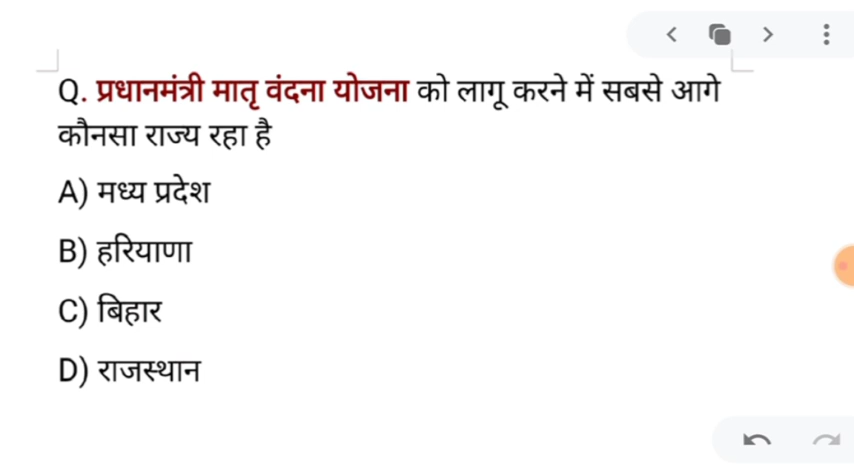 Q. प्रधानमंत्री मातृ वंदना योजना को लागू करने में सबसे आगे
कौनसा राज्य रहा है
A) मध्य प्रदेश
B) हरियाणा
C) बिहार
D) राजस्थान